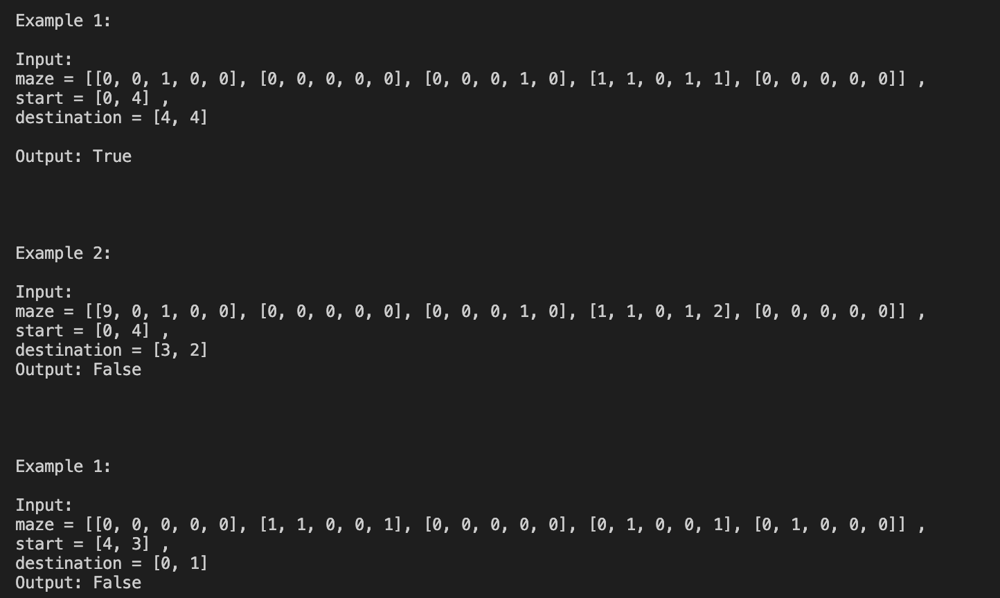 Example 1:
Input:
maze = [[0, 0, 1, 0, 0], [0, 0, 0, 0, 0], [0, 0, 0, 1, 0], [1, 1, 0, 1, 1], [0, 0, 0, 0, 0]] ,
start = [0, 4] ,
destination = [4, 4]
Output: True
Example 2:
Input:
maze = [[9, 0, 1, 0, 0], [0, 0, 0, 0, 0], [0, 0, 0, 1, 0], [1, 1, 0, 1, 2], [0, 0, 0, 0, 0]] ,
start = [0, 4] ,
destination = [3, 2]
Output: False
Example 1:
Input:
maze = [[0, 0, 0, 0, 0], [1, 1, 0, 0, 1], [0, 0, 0, 0, 0], [0, 1, 0, 0, 1], [0, 1, 0, 0, 0]] ,
start = [4, 3] ,
destination = [0, 1]
Output: False